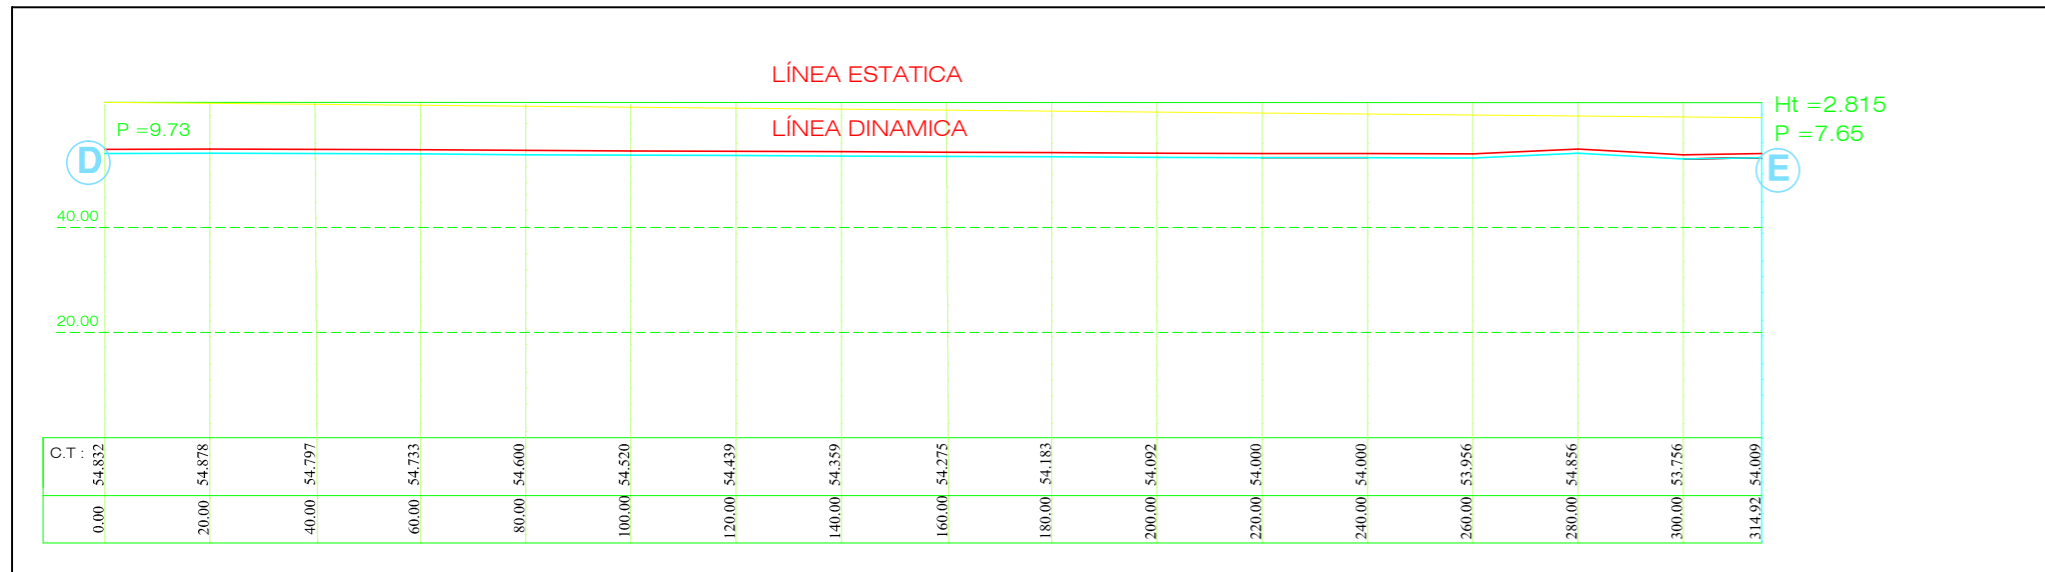 LÍNEA ESTATICA
Ht =2.815
P =9.73
LÍNEA DINAMICA
P =7.65
D
E
40.00
20.00
C.T : 54.832 54.878 54.797 54.733 54.600 54.520 54.439 54.359 54.275 54.183 54.092 54.000 54.000 53.956 54.856 53.756 54.009
0.00 20.00 40.00 60.00 80.00 100.00 120.00 140.00 160.00 180.00 200.00 220.00 240.00 260.00 280.00 300.00 314.92